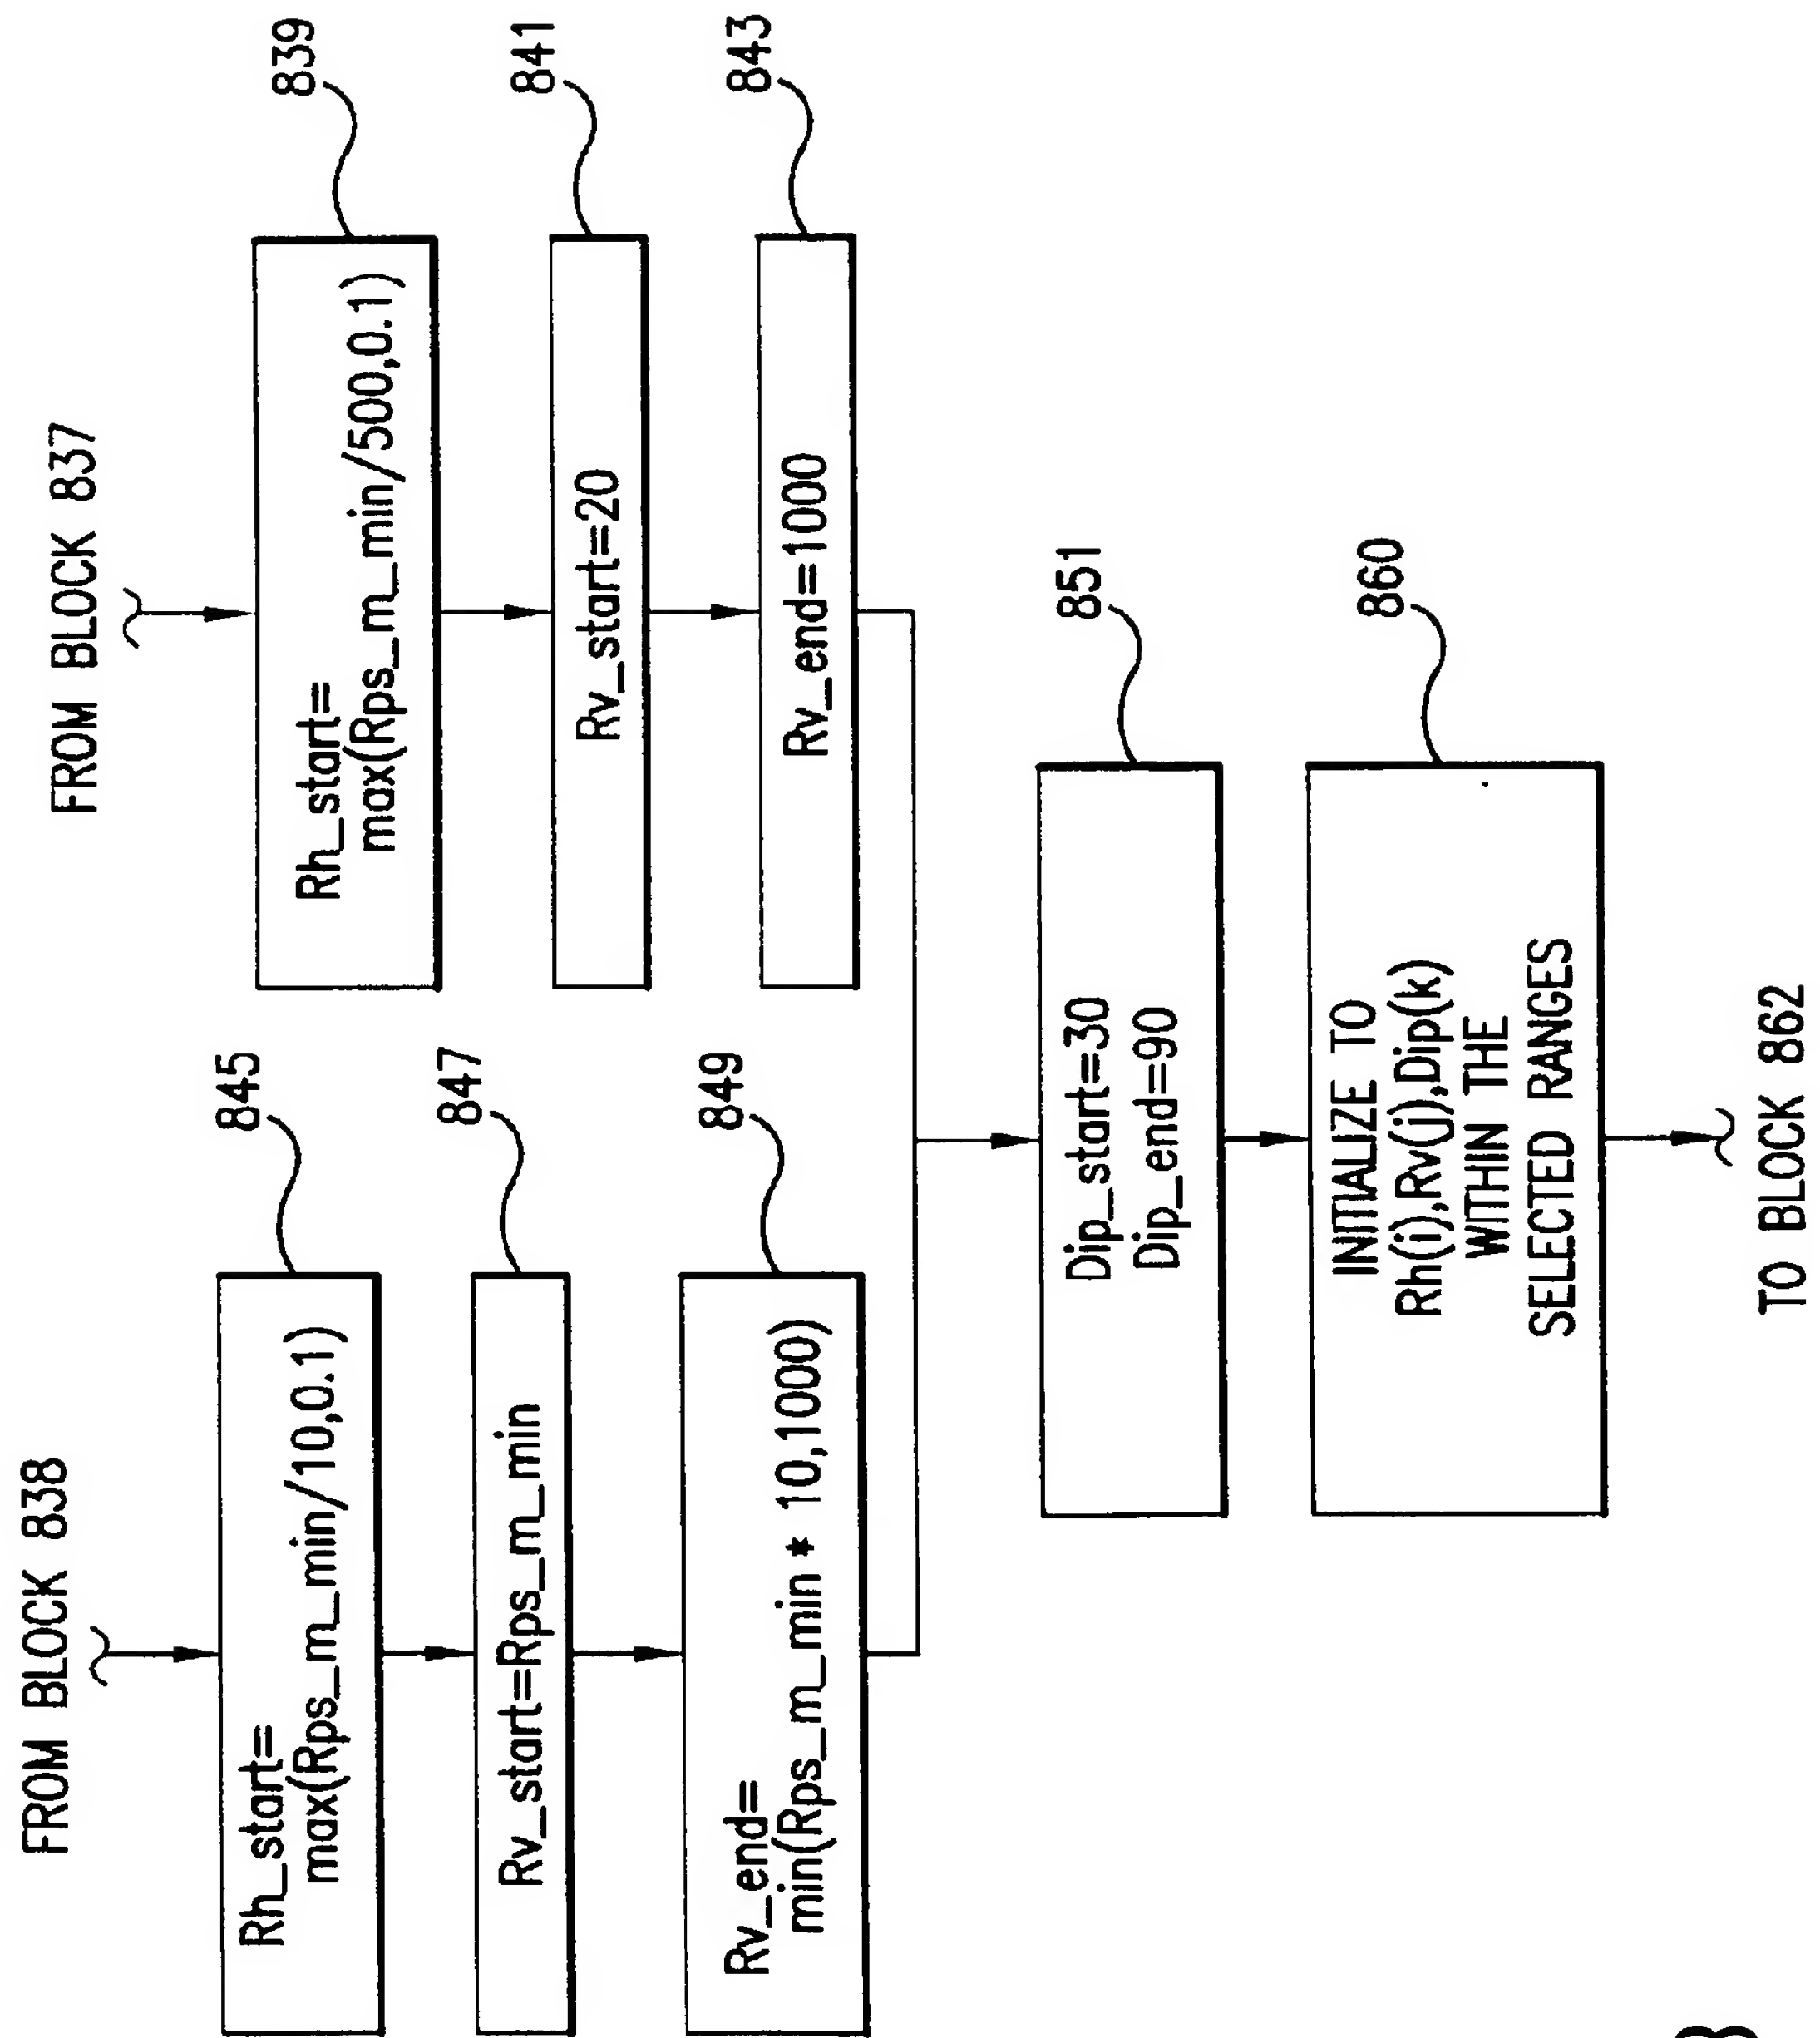 FROM BLOCK 838
Rh_start=
max(Rps_m_min/10,0.1)
845
Rv_start=Rps_m_min
847
Rv_end=
min(Rps_m_min * 10,1000)
849
FROM BLOCK 837
Rh_start=
max(Rps_m_min/500,0.1)
839
Rv_start=20
841
Rv_end=1000
843
Dip_start=30
Dip_end=90
851
INITIALIZE TO
Rh(i),Rv(j),Dip(k)
WITHIN THE
SELECTED RANGES
860
TO BLOCK 862